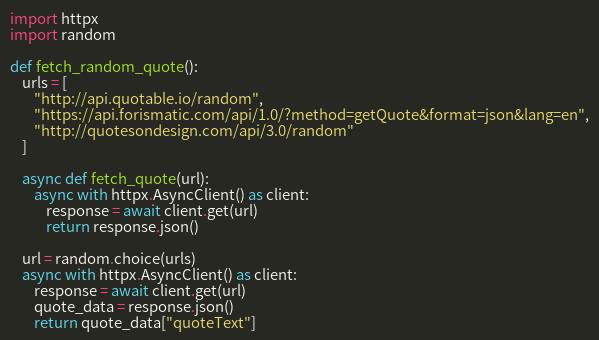 import httpx
import random

def fetch_random_quote():
    urls = [
        "http://api.quotable.io/random",
        "https://api.forismatic.com/api/1.0/?method=getQuote&format=json&lang=en",
        "http://quotesondesign.com/api/3.0/random"
    ]

    async def fetch_quote(url):
        async with httpx.AsyncClient() as client:
            response = await client.get(url)
            return response.json()

    url = random.choice(urls)
    async with httpx.AsyncClient() as client:
        response = await client.get(url)
        quote_data = response.json()
        return quote_data["quoteText"]